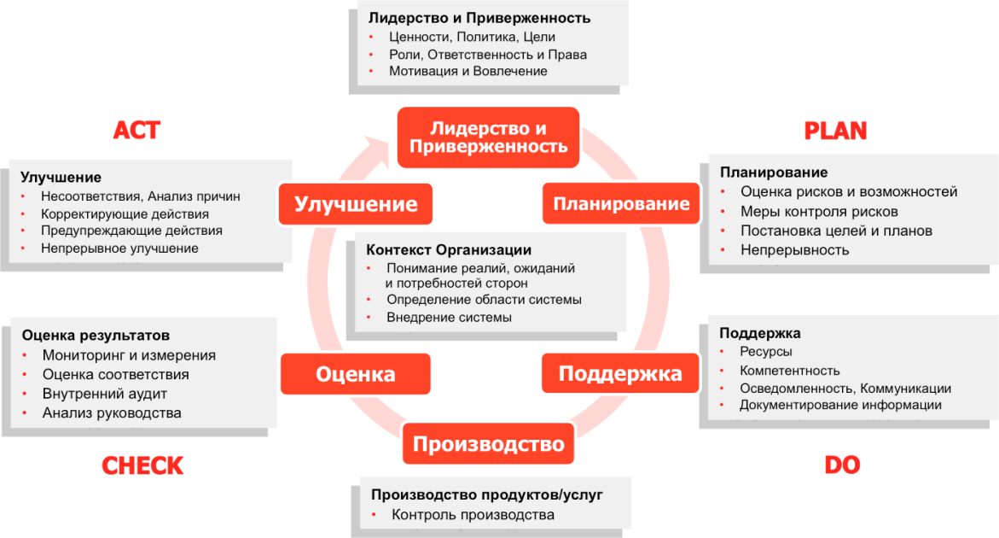 Лидерство и Приверженность
• Ценности, Политика, Цели
• Роли, Ответственность и Права
• Мотивация и Вовлечение
ACT
PLAN
Лидерство и
Приверженность
Улучшение
• Несоответствия, Анализ причин
• Корректирующие действия
• Предупреждающие действия
• Непрерывное улучшение
Улучшение
Планирование
Планирование
• Оценка рисков и возможностей
• Меры контроля рисков
• Постановка целей и планов
• Непрерывность
Контекст Организации
• Понимание реалий, ожиданий
и потребностей сторон
• Определение области системы
• Внедрение системы
Оценка результатов
• Мониторинг и измерения
• Оценка соответствия
• Внутренний аудит
• Анализ руководства
Оценка
Поддержка
Поддержка
• Ресурсы
• Компетентность
• Осведомленность, Коммуникации
• Документирование информации
Производство
CHECK
DO
Производство продуктов/услуг
• Контроль производства